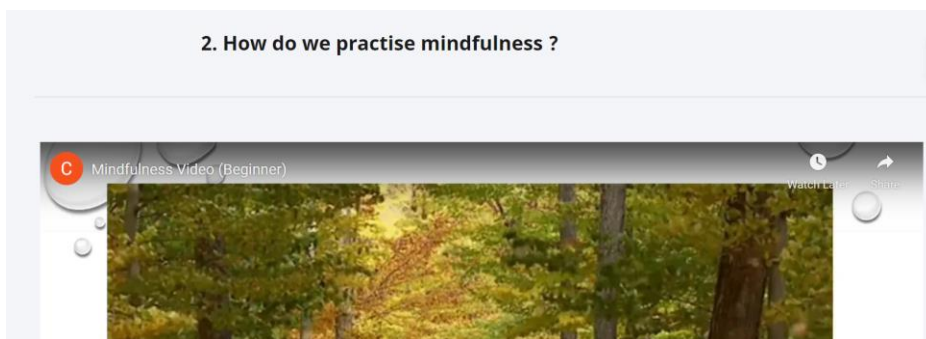 2. How do we practise mindfulness ?
C Mindfulness Video (Beginner)
Watch Later Share